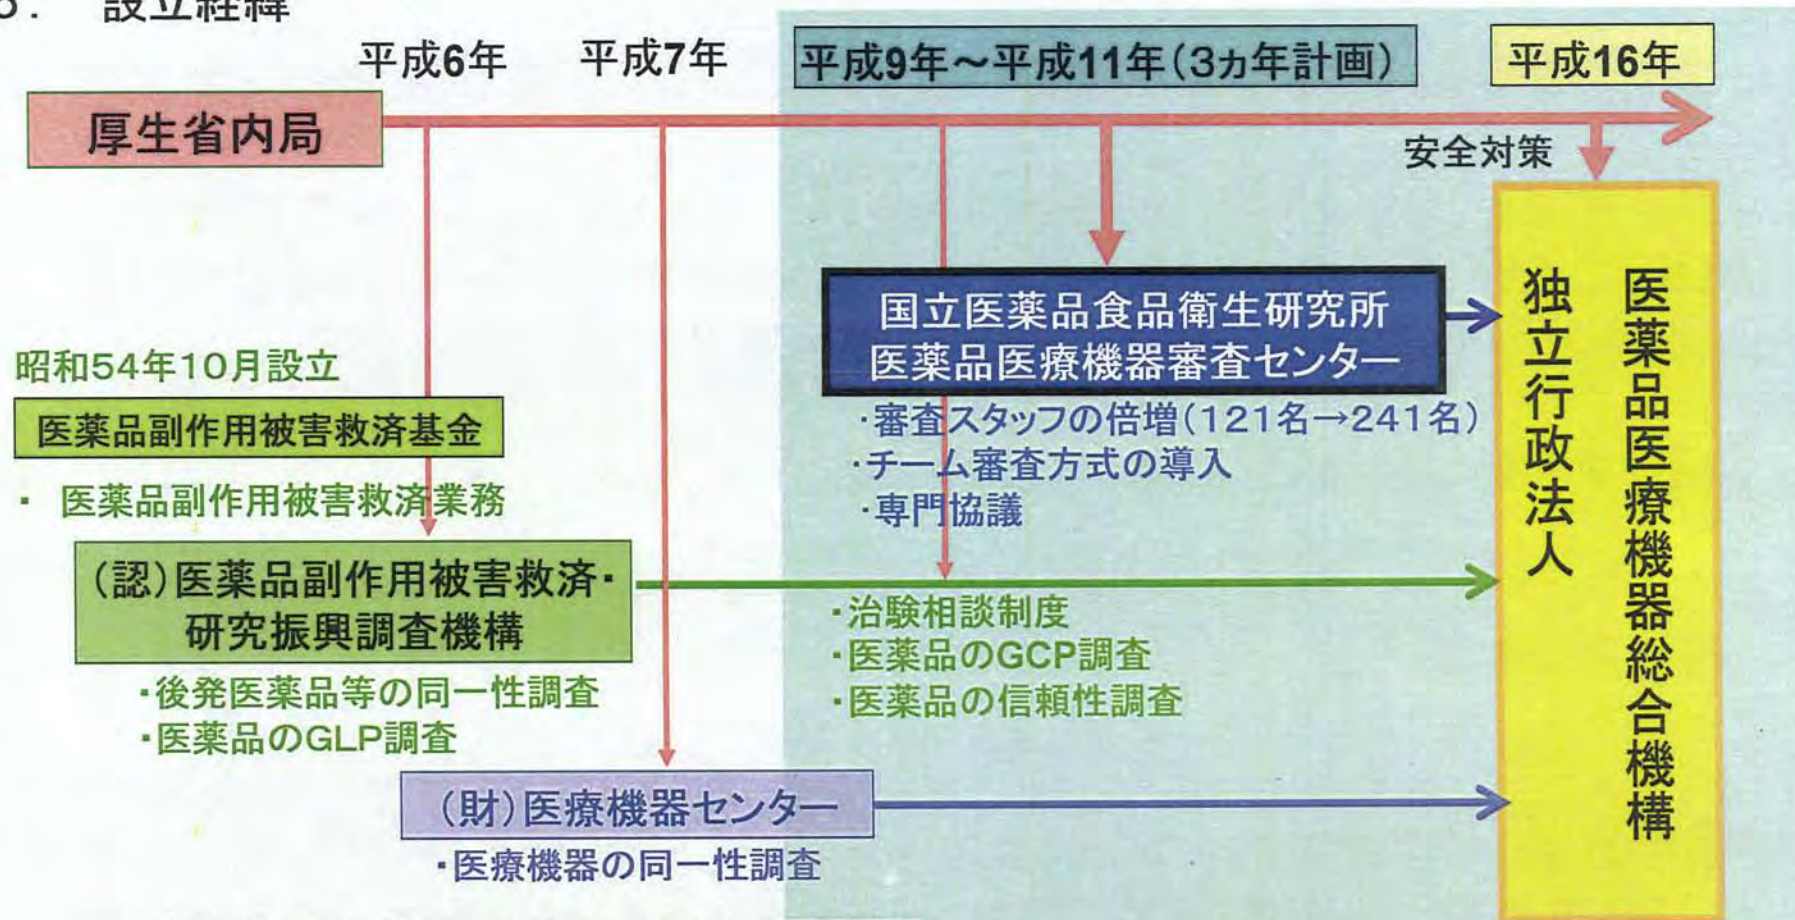 設立経緯
平成6年
平成7年
平成9年～平成11年(3ヵ年計画)
平成16年
厚生省内局
安全対策
国立医薬品食品衛生研究所
医薬品医療機器審査センター
・審査スタッフの倍増(121名→241名)
・チーム審査方式の導入
・専門協議
昭和54年10月設立
医薬品副作用被害救済基金
・ 医薬品副作用被害救済業務
(認)医薬品副作用被害救済・
研究振興調査機構
・後発医薬品等の同一性調査
・医薬品のGLP調査
・治験相談制度
・医薬品のGCP調査
・医薬品の信頼性調査
(財)医療機器センター
・医療機器の同一性調査
独立行政法人
医薬品医療機器総合機構